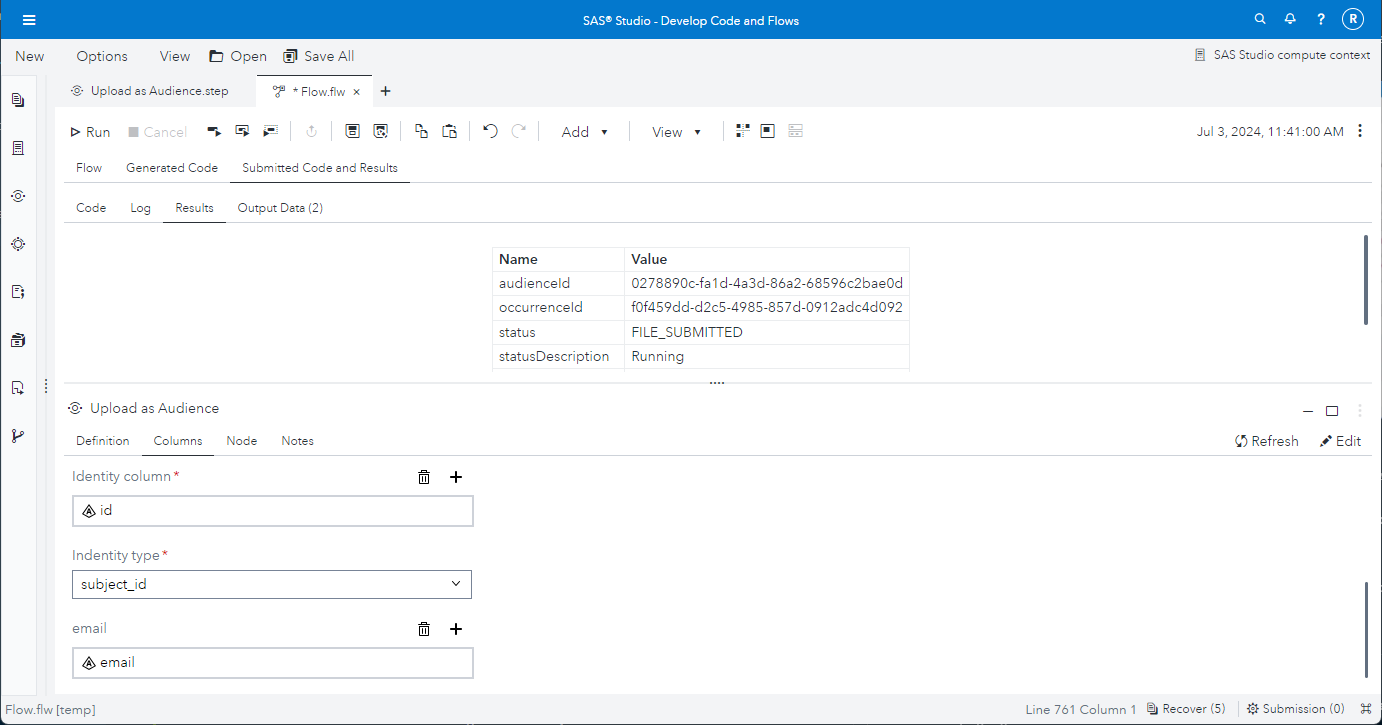 SAS® Studio - Develop Code and Flows
? R
New Options View Open Save All SAS Studio compute context
Upload as Audience.step * Flow.flw × +
Run Cancel Add View Jul 3, 2024, 11:41:00 AM
Flow Generated Code Submitted Code and Results
Code Log Results Output Data (2)
Name Value
audienceId 0278890c-fa1d-4a3d-86a2-68596c2bae0d
occurrenceId f0f459dd-d2c5-4985-857d-0912adc4d092
status FILE_SUBMITTED
statusDescription Running
Upload as Audience
Definition Columns Node Notes Refresh Edit
Identity column *
id
Indentity type *
subject_id
email
email
Flow.flw [temp] Line 761 Column 1 Recover (5) Submission (0)